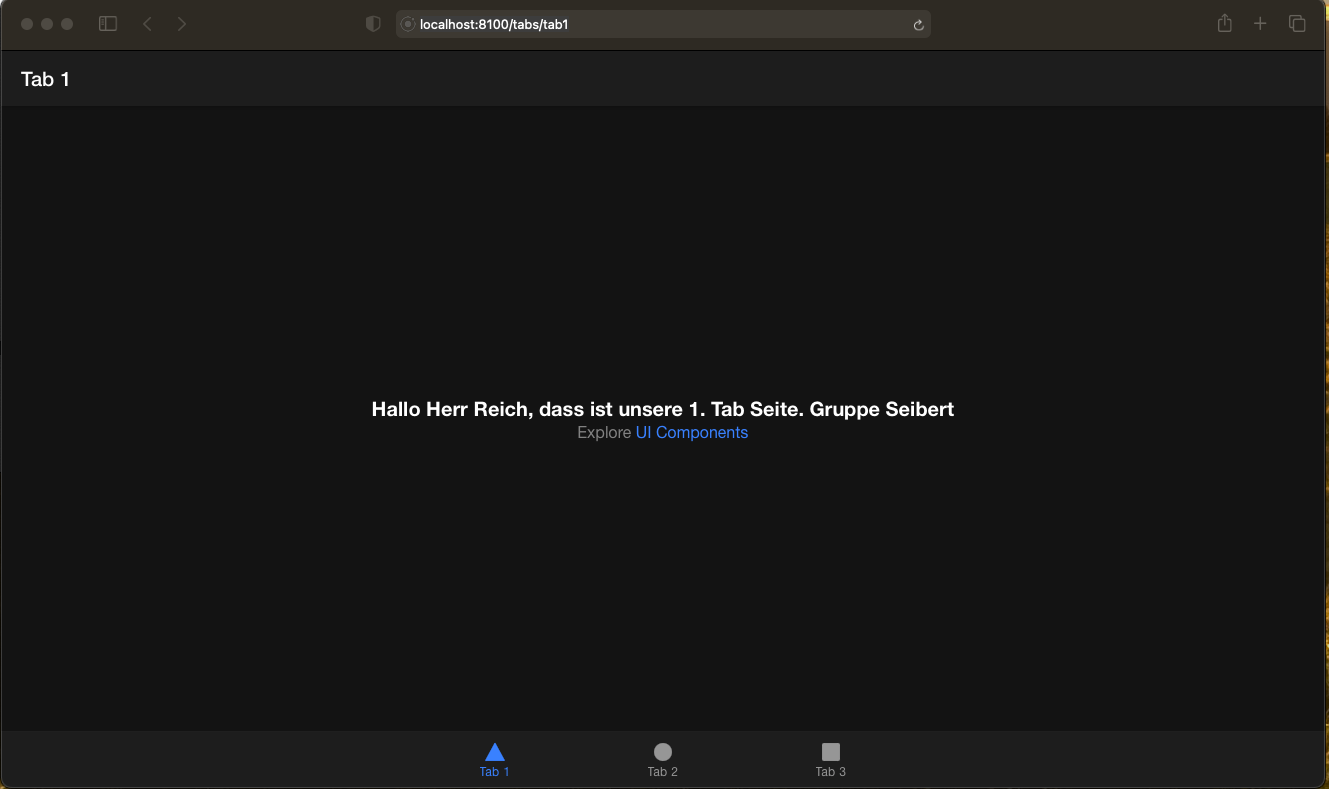 localhost:8100/tabs/tab1
Tab 1
Hallo Herr Reich, dass ist unsere 1. Tab Seite. Gruppe Seibert
Explore UI Components
Tab 1
Tab 2
Tab 3